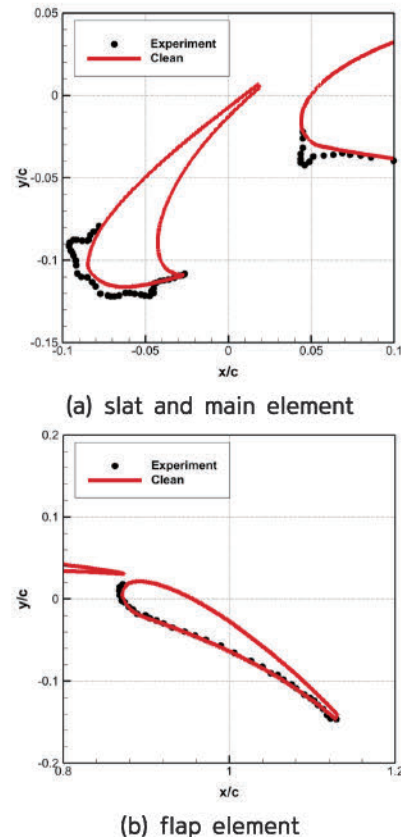 0.05
Experiment
Clean
0
y/c
-0.05
-0.1
-0.15
-0.1
-0.05
0
0.05
0.1
x/c
(a) slat and main element
0.2
Experiment
Clean
0.1
y/c
0
-0.1
-0.2
0.8
1
1.2
x/c
(b) flap element